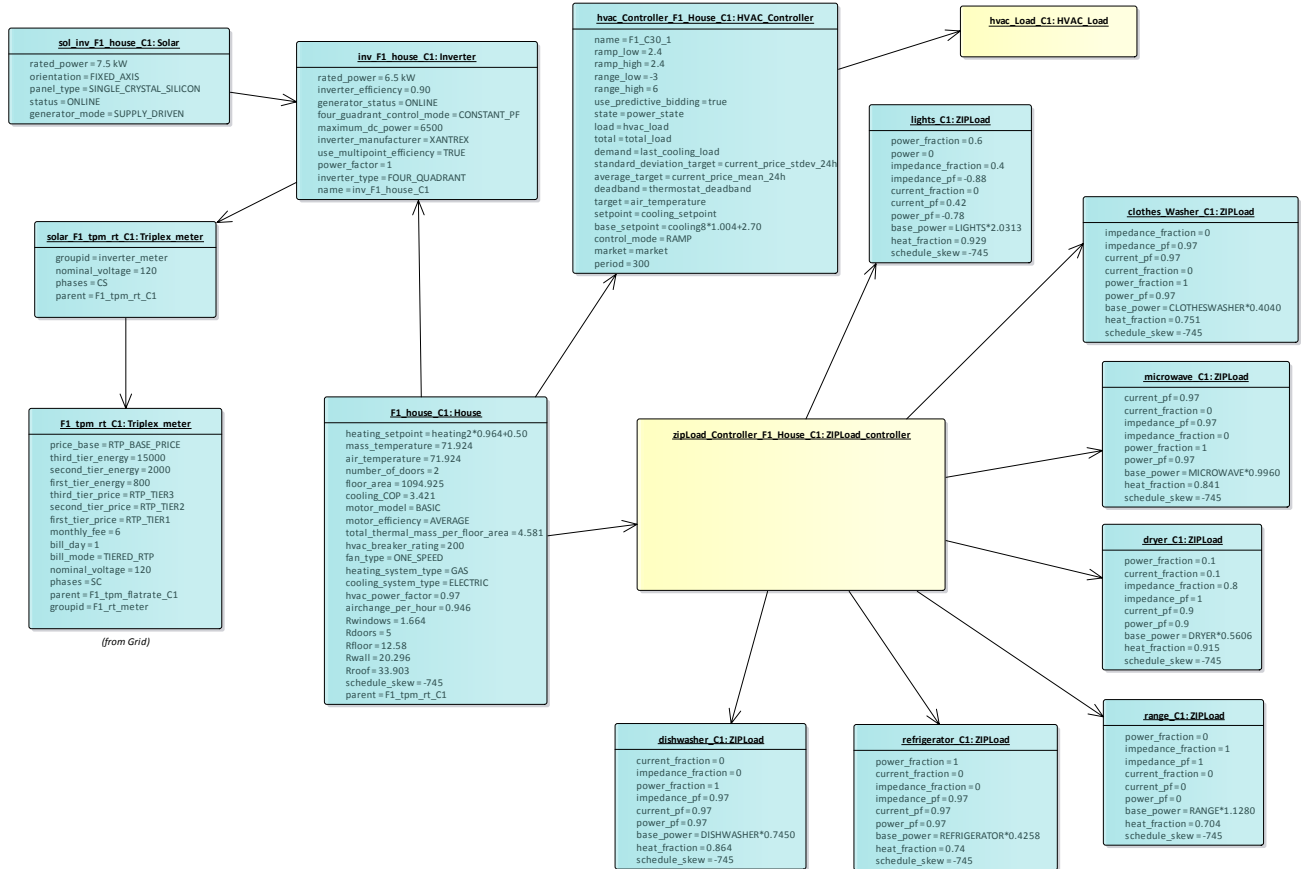 sol_inv_F1_house_C1: Solar
rated_power = 7.5 kW
orientation = FIXED_AXIS
panel_type = SINGLE_CRYSTAL_SILICON
status = ONLINE
generator_mode = SUPPLY_DRIVEN
inv_F1_house_C1: Inverter
rated_power = 6.5 kW
inverter_efficiency = 0.90
generator_status = ONLINE
four_quadrant_control_mode = CONSTANT_PF
maximum_dc_power = 6500
inverter_manufacturer = XANTREX
use_multipoint_efficiency = TRUE
power_factor = 1
inverter_type = FOUR_QUADRANT
name = inv_F1_house_C1
hvac_Controller_F1_House_C1: HVAC_Controller
name = F1_C30_1
ramp_low = 2.4
ramp_high = 2.4
range_low = -3
range_high = 6
use_predictive_bidding = true
state = power_state
load = hvac_load
total = total_load
demand = last_cooling_load
standard_deviation_target = current_price_stdev_24h
average_target = current_price_mean_24h
deadband = thermostat_deadband
target = air_temperature
setpoint = cooling_setpoint
base_setpoint = cooling8*1.004+2.70
control_mode = RAMP
market = market
period = 300
hvac_Load_C1: HVAC_Load
lights_C1: ZIPLoad
power_fraction = 0.6
power = 0
impedance_fraction = 0.4
impedance_pf = -0.88
current_fraction = 0
current_pf = 0.42
power_pf = -0.78
base_power = LIGHTS*2.0313
heat_fraction = 0.929
schedule_skew = -745
clothes_Washer_C1: ZIPLoad
impedance_fraction = 0
impedance_pf = 0.97
current_pf = 0.97
current_fraction = 0
power_fraction = 1
power_pf = 0.97
base_power = CLOTHESWASHER*0.4040
heat_fraction = 0.751
schedule_skew = -745
solar_F1_tpm_rt_C1: Triplex_meter
groupid = inverter_meter
nominal_voltage = 120
phases = CS
parent = F1_tpm_rt_C1
microwave_C1: ZIPLoad
current_pf = 0.97
current_fraction = 0
impedance_pf = 0.97
impedance_fraction = 0
power_fraction = 1
power_pf = 0.97
base_power = MICROWAVE*0.9960
heat_fraction = 0.841
schedule_skew = -745
F1_tpm_rt_C1: Triplex_meter
price_base = RTP_BASE_PRICE
third_tier_energy = 15000
second_tier_energy = 2000
first_tier_energy = 800
third_tier_price = RTP_TIER3
second_tier_price = RTP_TIER2
first_tier_price = RTP_TIER1
monthly_fee = 6
bill_day = 1
bill_mode = TIERED_RTP
nominal_voltage = 120
phases = SC
parent = F1_tpm_flatrate_C1
groupid = F1_rt_meter
(from Grid)
F1_house_C1: House
heating_setpoint = heating2*0.964+0.50
mass_temperature = 71.924
air_temperature = 71.924
number_of_doors = 2
floor_area = 1094.925
cooling_COP = 3.421
motor_model = BASIC
motor_efficiency = AVERAGE
total_thermal_mass_per_floor_area = 4.581
hvac_breaker_rating = 200
fan_type = ONE_SPEED
heating_system_type = GAS
cooling_system_type = ELECTRIC
hvac_power_factor = 0.97
airchange_per_hour = 0.946
Rwindows = 1.664
Rdoors = 5
Rfloor = 12.58
Rwall = 20.296
Rroof = 33.903
schedule_skew = -745
parent = F1_tpm_rt_C1
zipLoad_Controller_F1_House_C1: ZIPLoad_controller
dryer_C1: ZIPLoad
power_fraction = 0.1
current_fraction = 0.1
impedance_fraction = 0.8
impedance_pf = 1
current_pf = 0.9
power_pf = 0.9
base_power = DRYER*0.5606
heat_fraction = 0.915
schedule_skew = -745
dishwasher_C1: ZIPLoad
current_fraction = 0
impedance_fraction = 0
power_fraction = 1
impedance_pf = 0.97
current_pf = 0.97
power_pf = 0.97
base_power = DISHWASHER*0.7450
heat_fraction = 0.864
schedule_skew = -745
refrigerator_C1: ZIPLoad
power_fraction = 1
current_fraction = 0
impedance_fraction = 0
impedance_pf = 0.97
current_pf = 0.97
power_pf = 0.97
base_power = REFRIGERATOR*0.4258
heat_fraction = 0.74
schedule_skew = -745
range_C1: ZIPLoad
power_fraction = 0
impedance_fraction = 1
impedance_pf = 1
current_fraction = 0
current_pf = 0
power_pf = 0
base_power = RANGE*1.1280
heat_fraction = 0.704
schedule_skew = -745